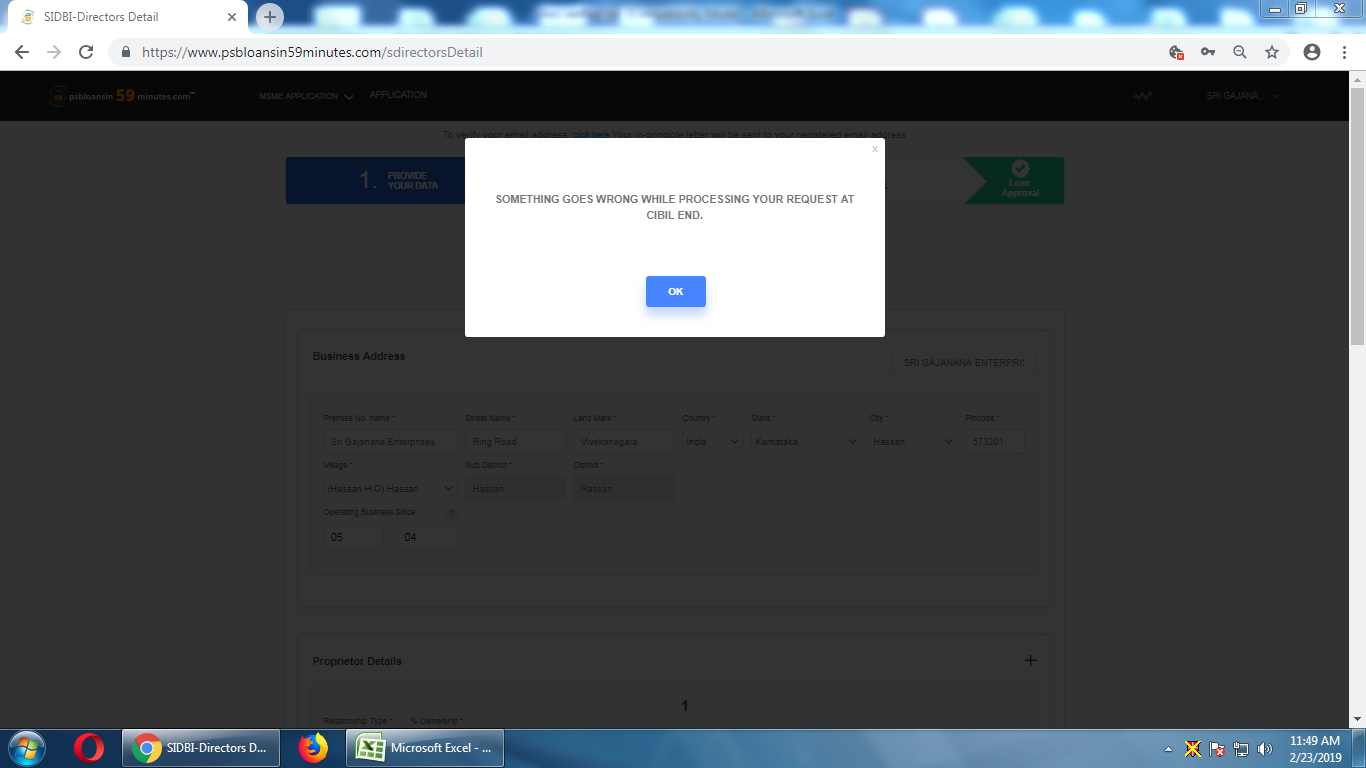 SIDBI-Directors Detail
https://www.psbloansin59minutes.com/sdirectorsDetail
psbloansin 59 minutes.com
MSME APPLICATION
APPLICATION
SRI GAJANA...
To verify your email address, click here Your in-principle letter will be sent to your registered email address
1. PROVIDE
YOUR DATA
Loan
Approval
x
SOMETHING GOES WRONG WHILE PROCESSING YOUR REQUEST AT
CIBIL END.
OK
Business Address
SRI GAJANANA ENTERPRI
Premise No. name * Street Name * Land Mark * Country * State * City * Pincode *
Sri Gajanana Enterprises Ring Road Vivekanagara India Karnataka Hassan 573201
Village * Sub District * District *
(Hassan H.O) Hassan Hassan Hassan
Operating Business Since ?
05 04
Proprietor Details
1
Relationship Type * % Ownership *
SIDBI-Directors D...
Microsoft Excel - ...
11:49 AM
2/23/2019